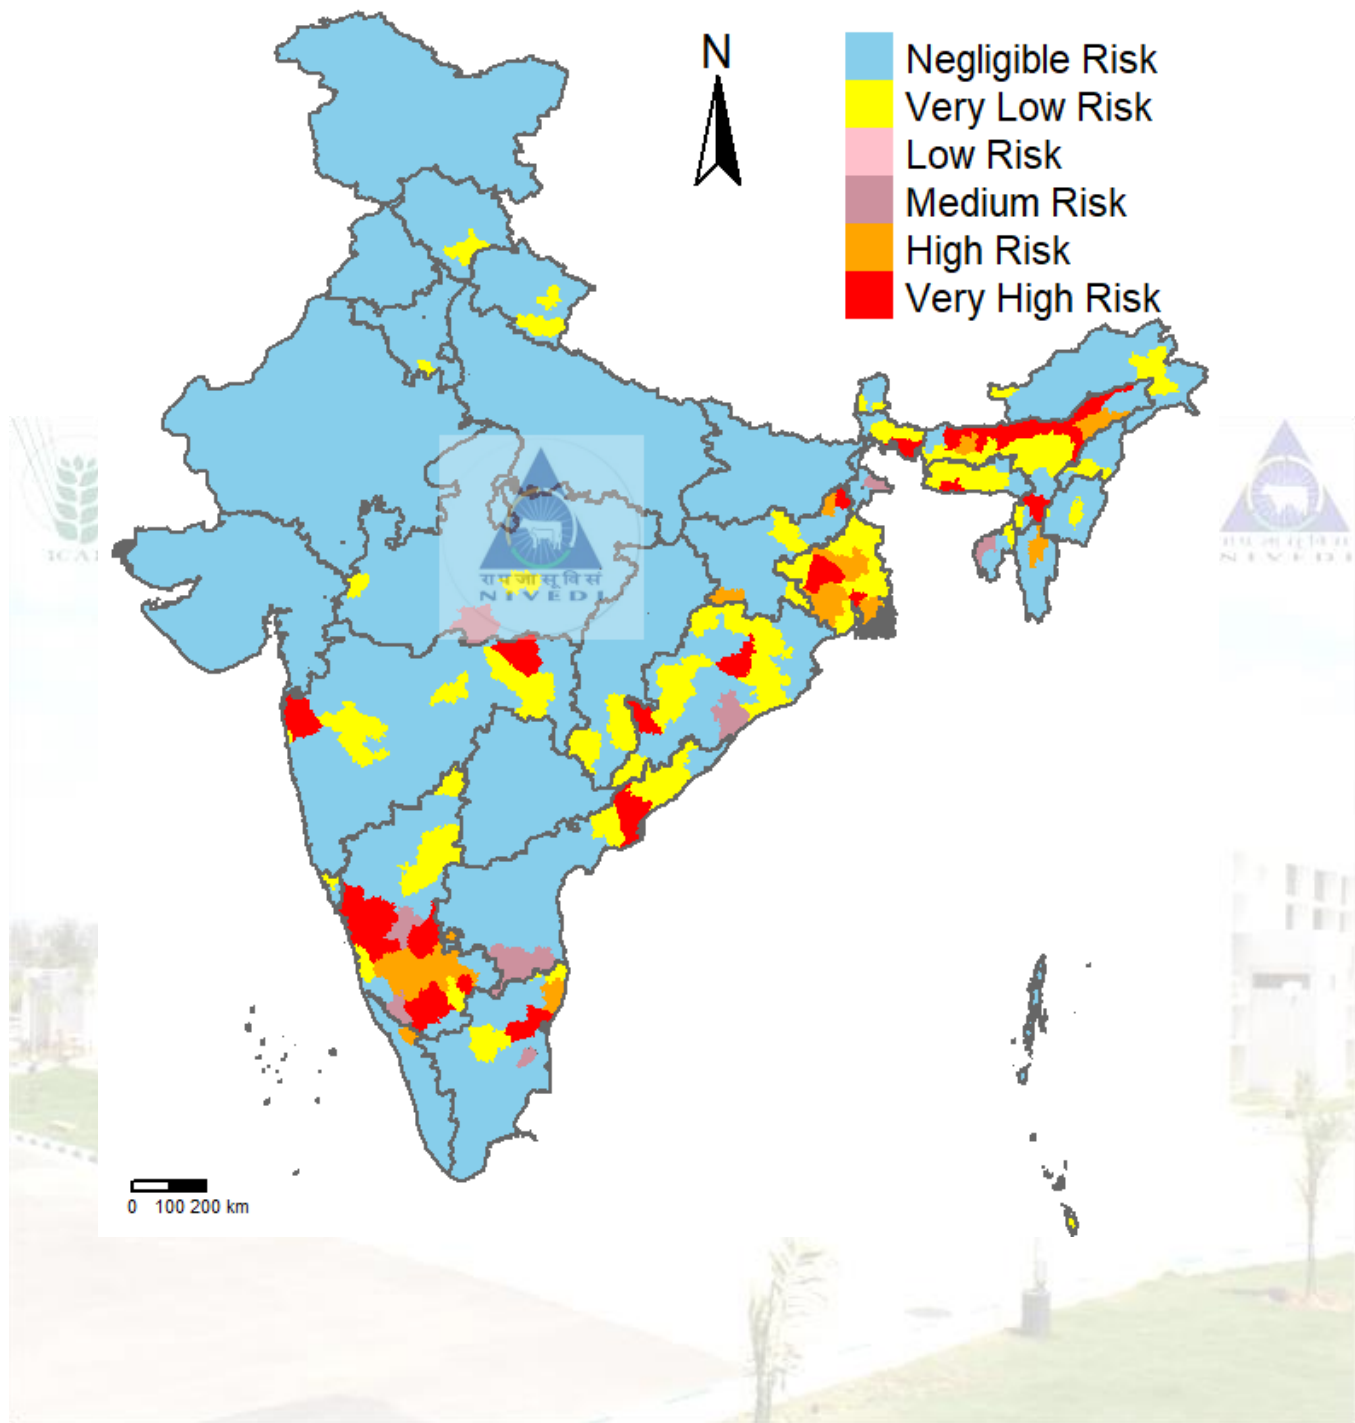 N
Negligible Risk
Very Low Risk
Low Risk
Medium Risk
High Risk
Very High Risk
राप जा सू वि सं
NIVEDI
NIVEDI
0 100 200 km